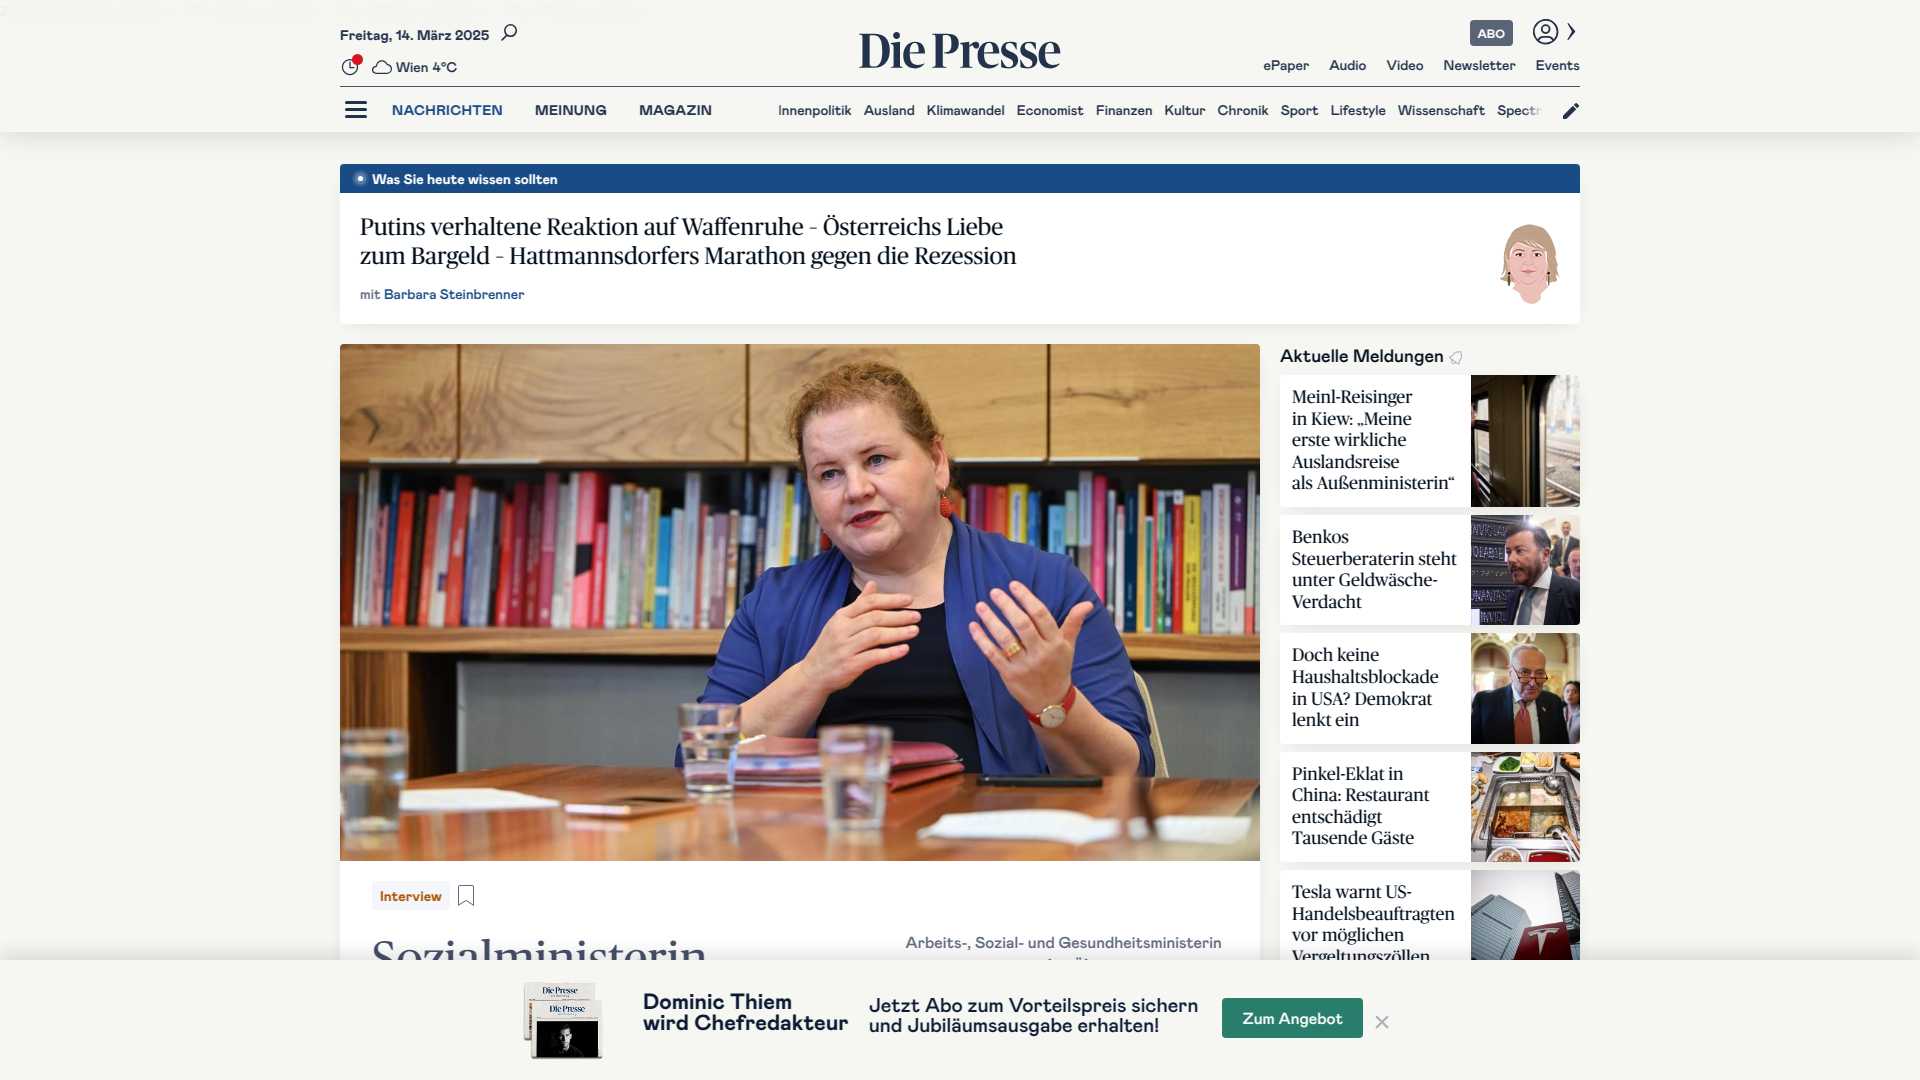 Freitag, 14. März 2025
Wien 4°C
Die Presse
ABO
ePaper Audio Video Newsletter Events
NACHRICHTEN MEINUNG MAGAZIN Innenpolitik Ausland Klimawandel Economist Finanzen Kultur Chronik Sport Lifestyle Wissenschaft Spectr
Was Sie heute wissen sollten
Putins verhaltene Reaktion auf Waffenruhe – Österreichs Liebe
zum Bargeld – Hattmannsdorfers Marathon gegen die Rezession
mit Barbara Steinbrenner
Interview
Sozialministerin
Arbeits-, Sozial- und Gesundheitsministerin
Aktuelle Meldungen
Meinl-Reisinger
in Kiew: „Meine
erste wirkliche
Auslandsreise
als Außenministerin“
Benkos
Steuerberaterin steht
unter Geldwäsche-
Verdacht
Doch keine
Haushaltsblockade
in USA? Demokrat
lenkt ein
Pinkel-Eklat in
China: Restaurant
entschädigt
Tausende Gäste
Tesla warnt US-
Handelsbeauftragten
vor möglichen
Vergeltungszöllen
Die Presse
Die Presse
Dominic Thiem
wird Chefredakteur
Jetzt Abo zum Vorteilspreis sichern
und Jubiläumsausgabe erhalten!
Zum Angebot